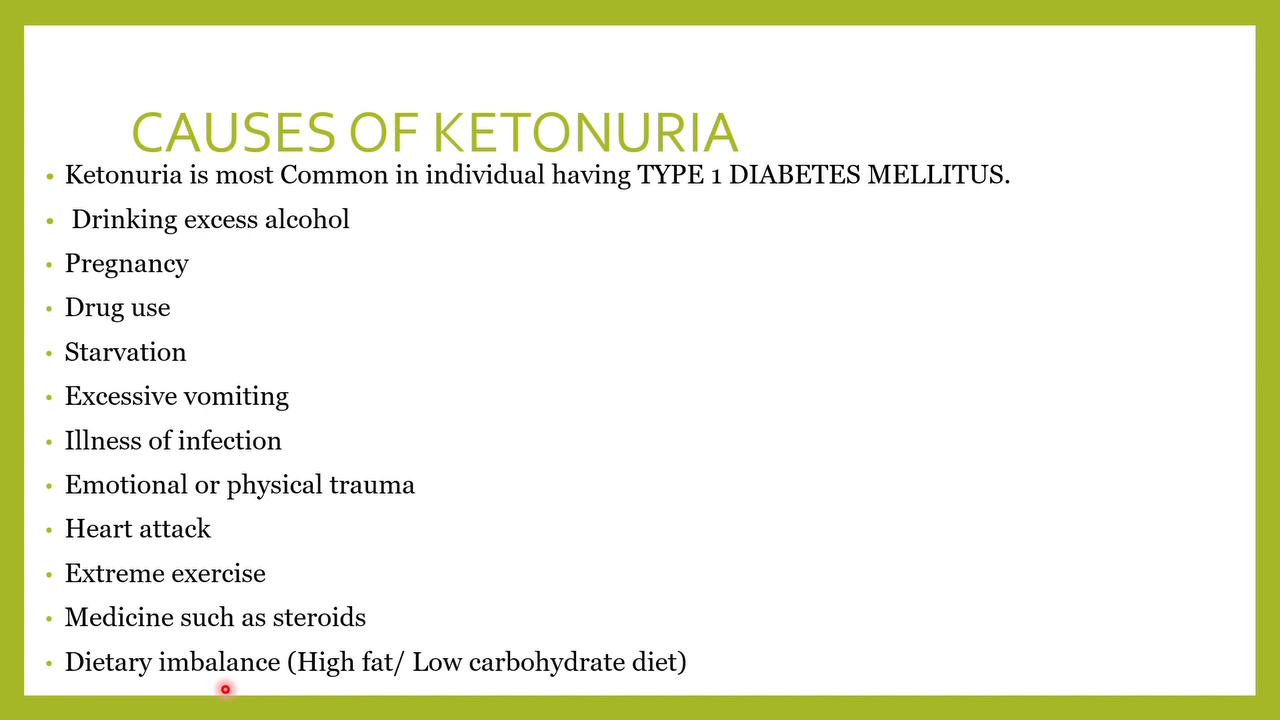 CAUSES OF KETONURIA
• Ketonuria is most Common in individual having TYPE 1 DIABETES MELLITUS.
• Drinking excess alcohol
• Pregnancy
• Drug use
• Starvation
• Excessive vomiting
• Illness of infection
• Emotional or physical trauma
• Heart attack
• Extreme exercise
• Medicine such as steroids
• Dietary imbalance (High fat/ Low carbohydrate diet)